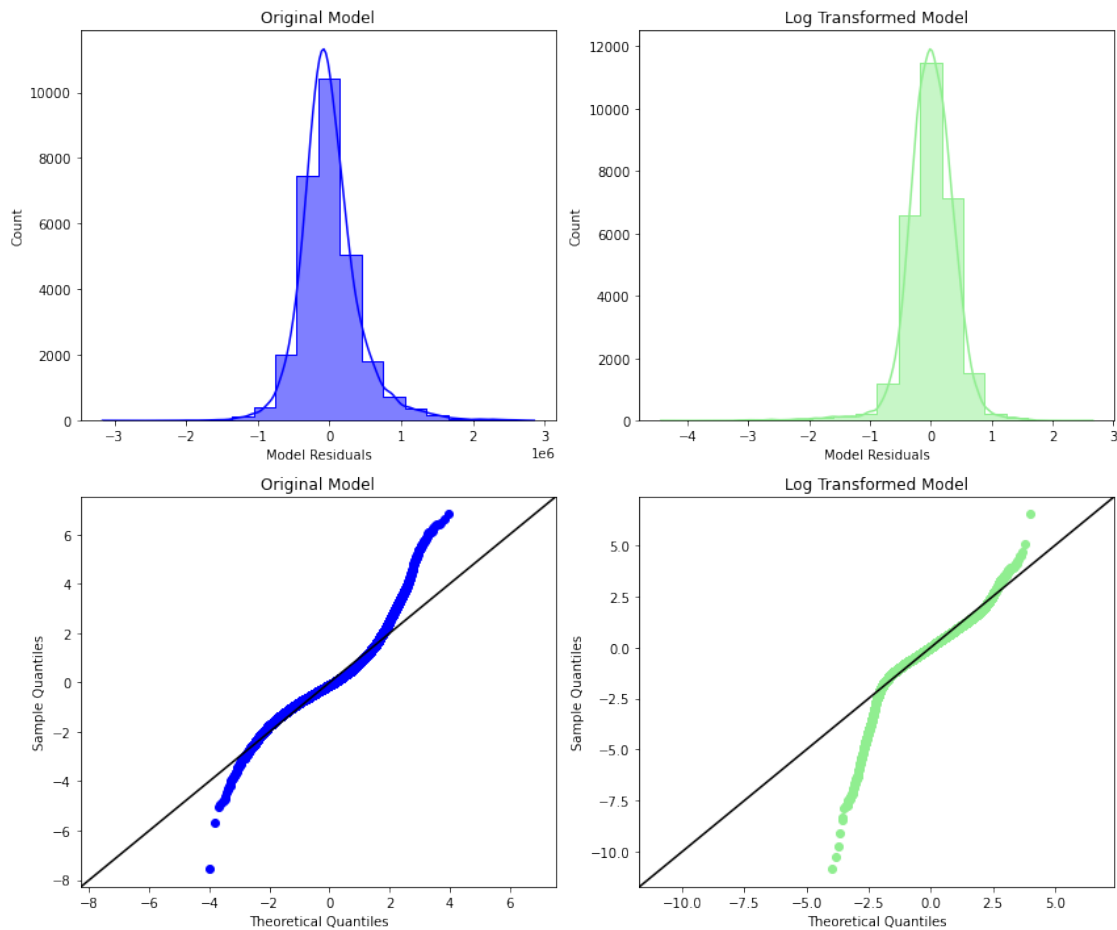 Original Model
Count
10000
8000
6000
4000
2000
0
−3 −2 −1 0 1 2 3
Model Residuals
1e6
Log Transformed Model
Count
12000
10000
8000
6000
4000
2000
0
−4 −3 −2 −1 0 1 2 3
Model Residuals
Original Model
Sample Quantiles
6
4
2
0
−2
−4
−6
−8
−8 −6 −4 −2 0 2 4 6
Theoretical Quantiles
Log Transformed Model
Sample Quantiles
5.0
2.5
0.0
−2.5
−5.0
−7.5
−10.0
−10.0 −7.5 −5.0 −2.5 0.0 2.5 5.0
Theoretical Quantiles